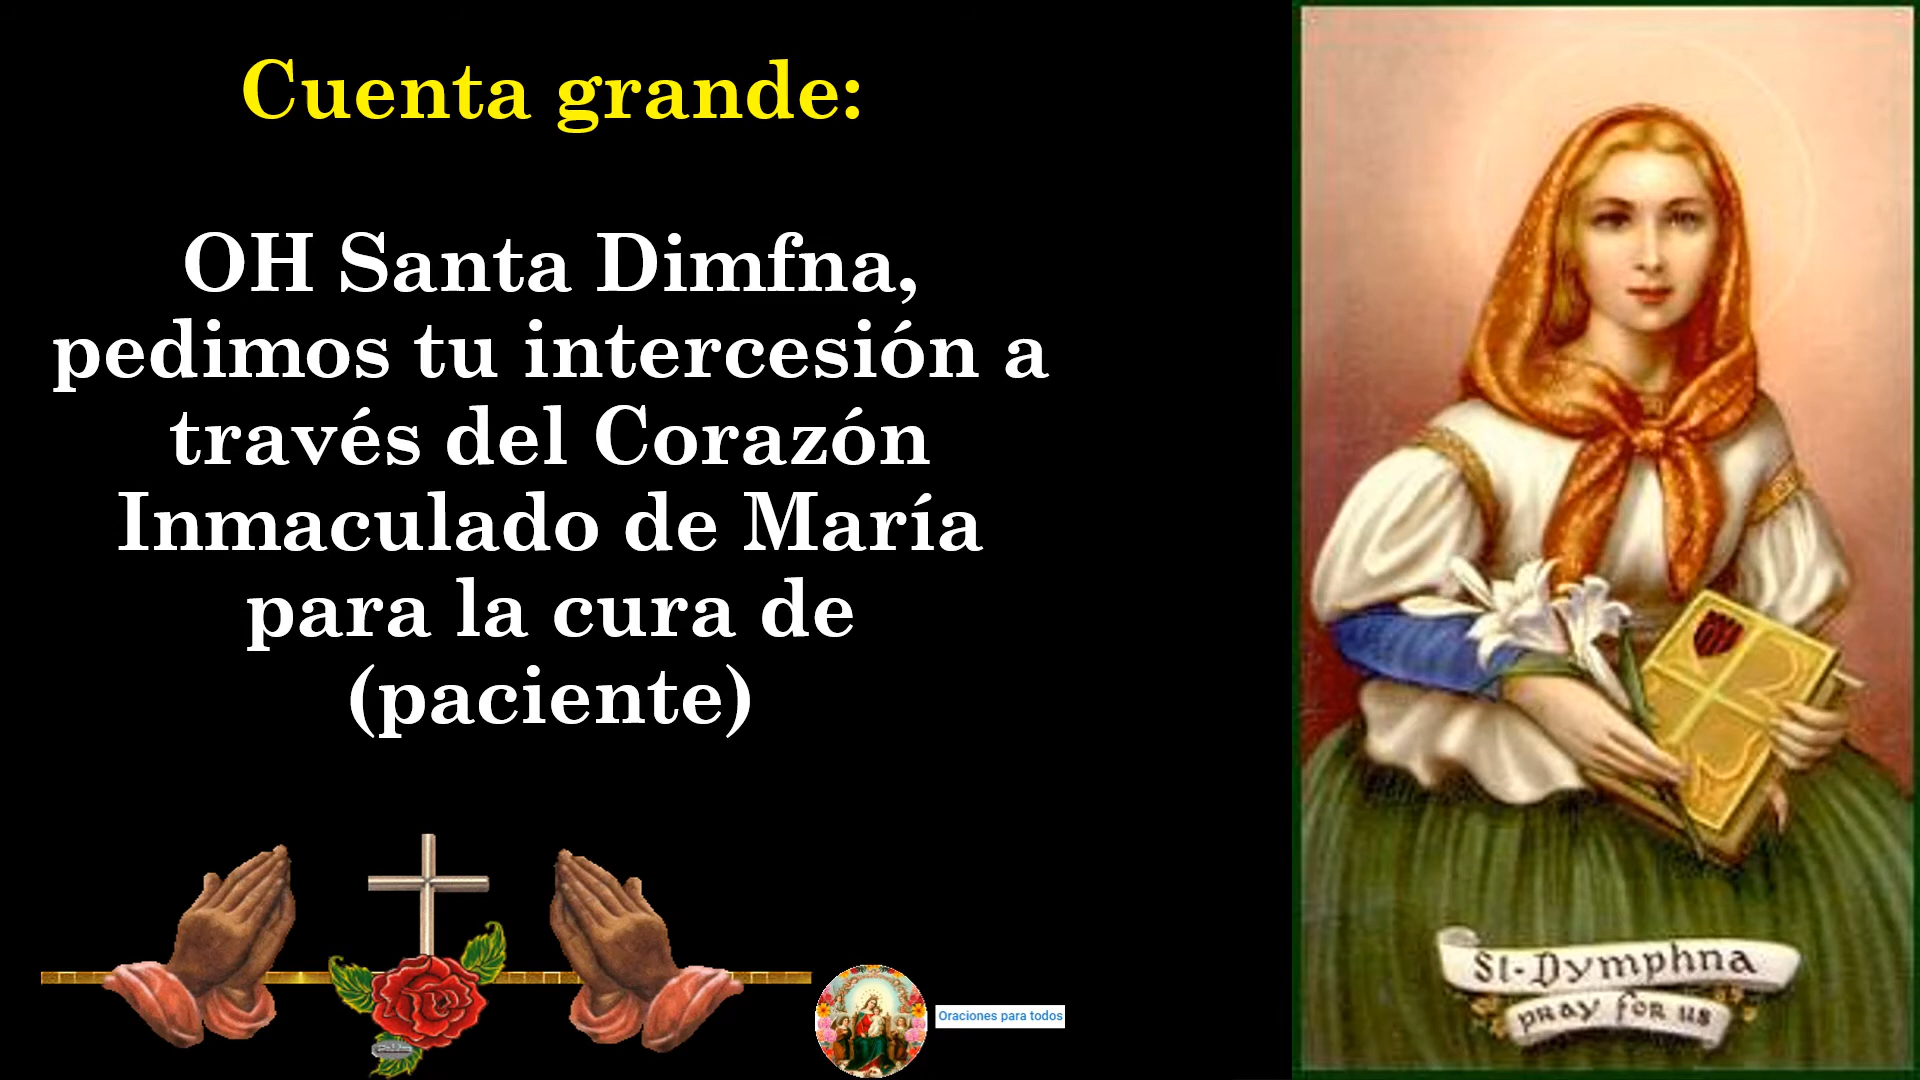 Cuenta grande:
OH Santa Dimfna,
pedimos tu intercesión a
través del Corazón
Inmaculado de María
para la cura de
(paciente)
Oraciones para todos
St-Dymphna
pray for us